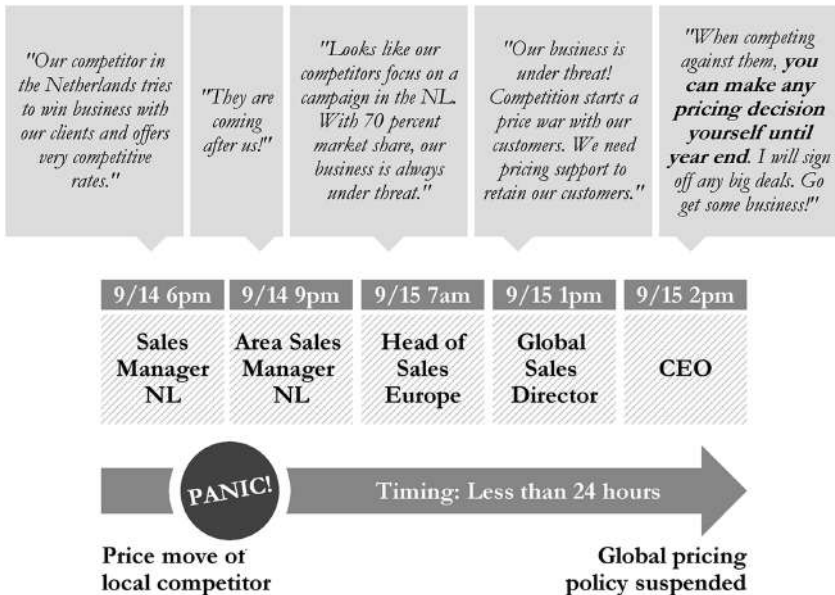 "Our competitor in
the Netherlands tries
to win business with
our clients and offers
very competitive
rates."
"They are
coming
after us!"
"Looks like our
competitors focus on a
campaign in the NL.
With 70 percent
market share, our
business is always
under threat."
"Our business is
under threat!
Competition starts a
price war with our
customers. We need
pricing support to
retain our customers."
"When competing
against them, you
can make any
pricing decision
yourself until
year end. I will sign
off any big deals. Go
get some business!"
9/14 6pm
9/14 9pm
9/15 7am
9/15 1pm
9/15 2pm
Sales
Manager
NL
Area Sales
Manager
NL
Head of
Sales
Europe
Global
Sales
Director
CEO
PANIC!
Timing: Less than 24 hours
Price move of
local competitor
Global pricing
policy suspended